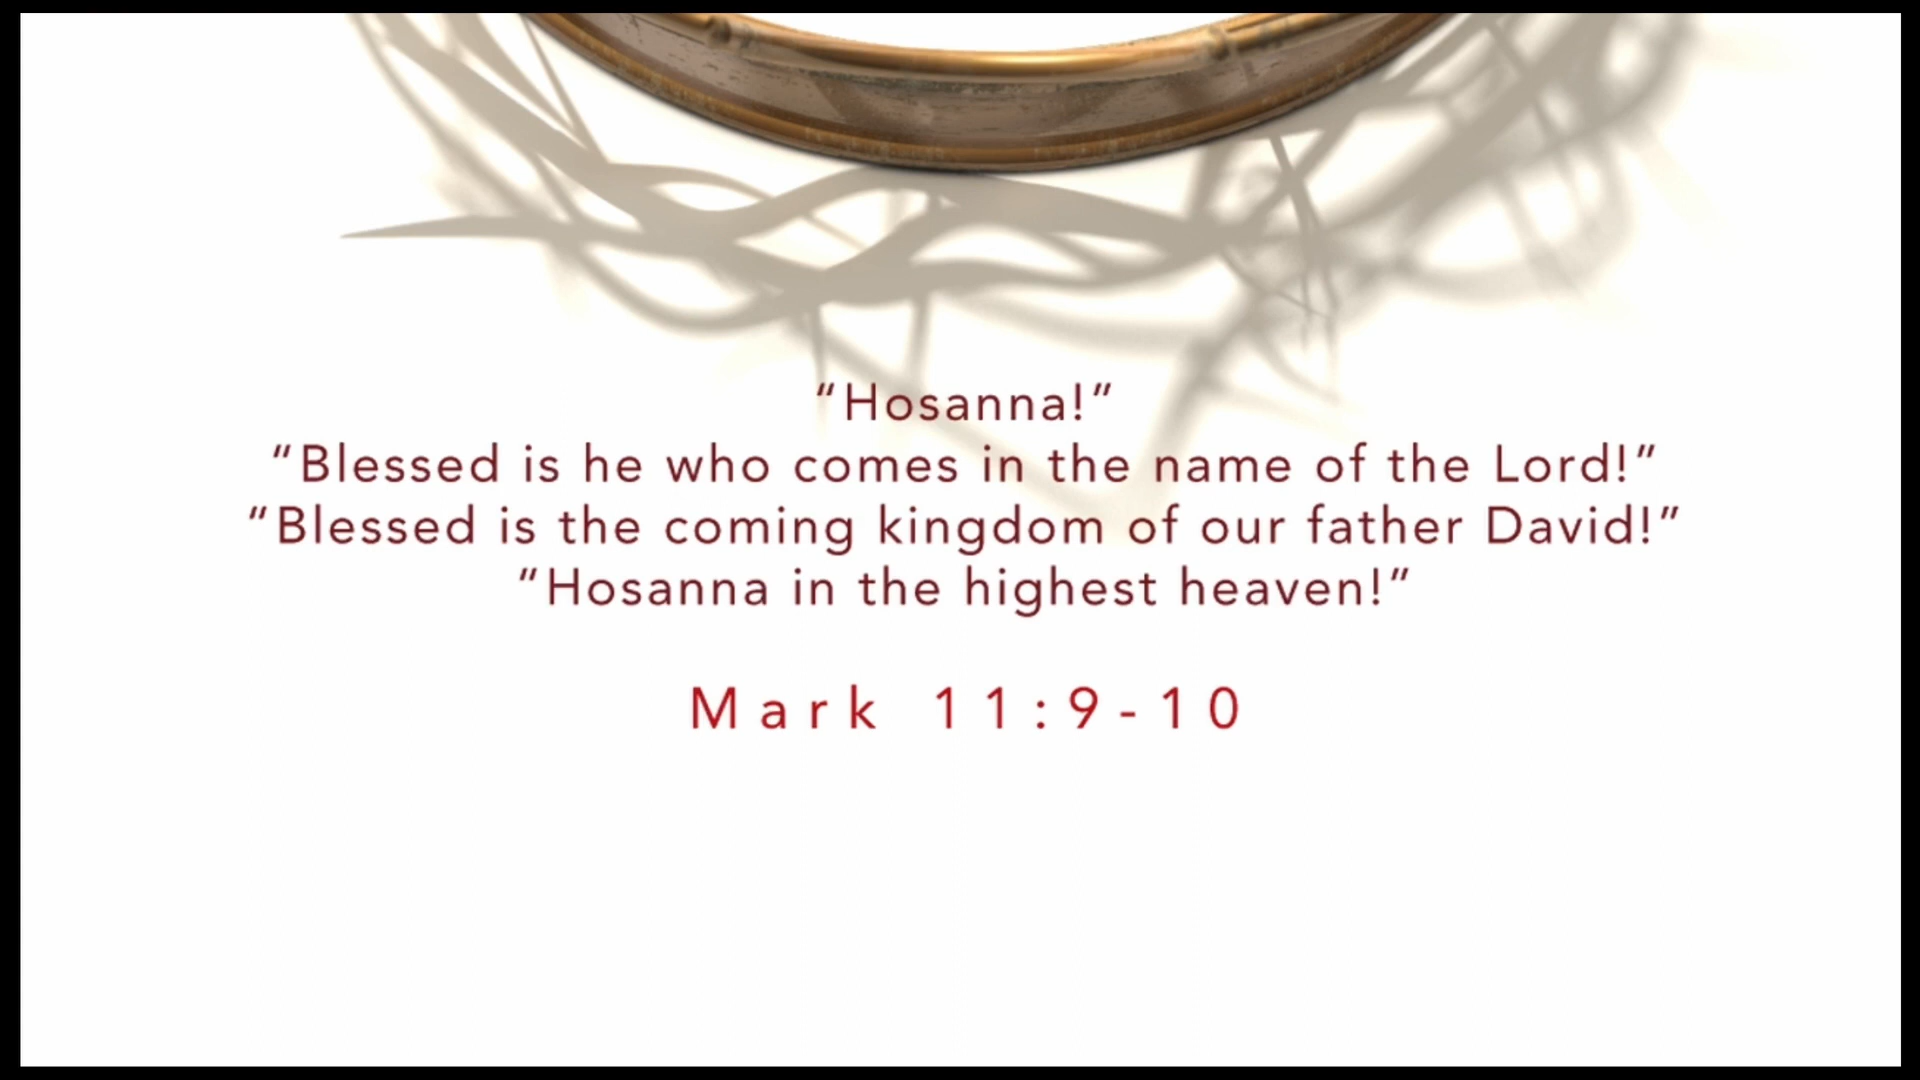 “Hosanna!”
“Blessed is he who comes in the name of the Lord!”
“Blessed is the coming kingdom of our father David!”
“Hosanna in the highest heaven!”
Mark 11:9-10